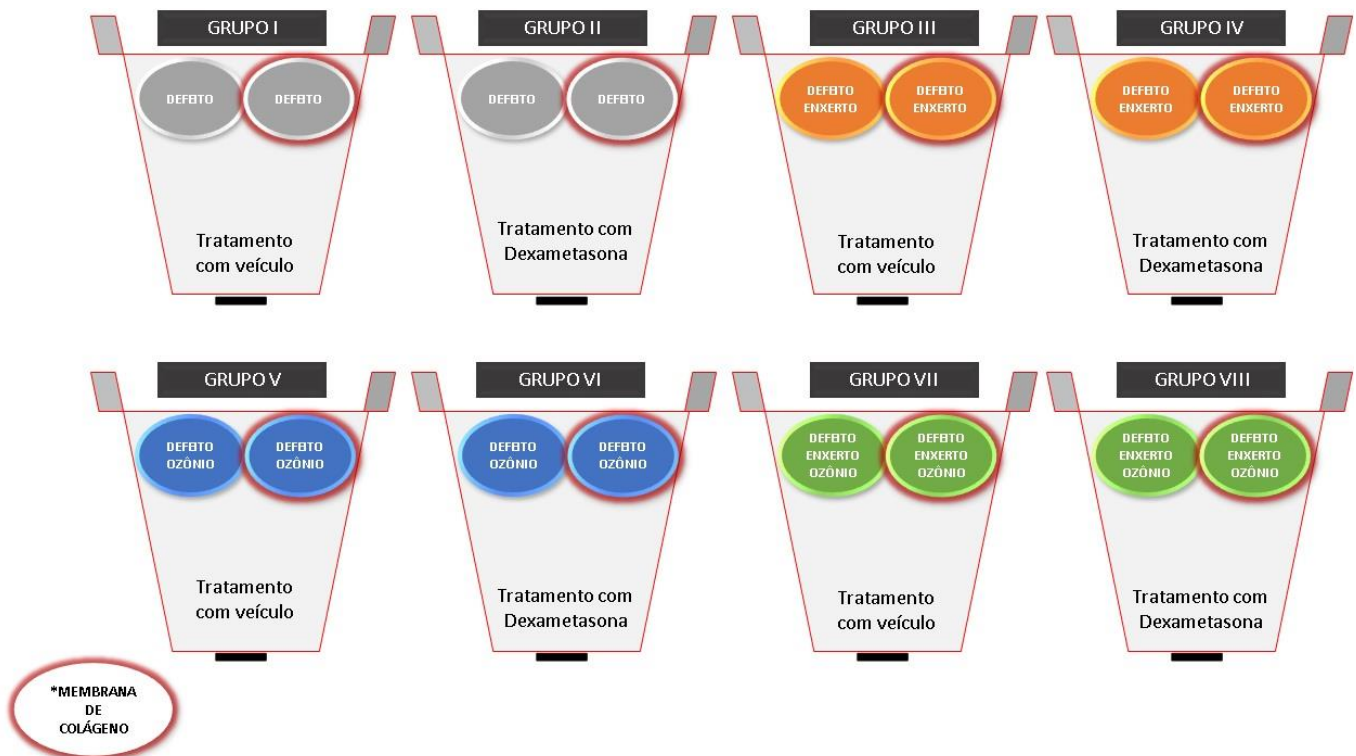 GRUPO I
DEFEITO
DEFEITO
Tratamento
com veículo
GRUPO II
DEFEITO
DEFEITO
Tratamento com
Dexametasona
GRUPO III
DEFEITO
ENXERTO
DEFEITO
ENXERTO
Tratamento
com veículo
GRUPO IV
DEFEITO
ENXERTO
DEFEITO
ENXERTO
Tratamento com
Dexametasona
GRUPO V
DEFEITO
OZÔNIO
DEFEITO
OZÔNIO
Tratamento
com veículo
GRUPO VI
DEFEITO
OZÔNIO
DEFEITO
OZÔNIO
Tratamento com
Dexametasona
GRUPO VII
DEFEITO
ENXERTO
OZÔNIO
DEFEITO
ENXERTO
OZÔNIO
Tratamento
com veículo
GRUPO VIII
DEFEITO
ENXERTO
OZÔNIO
DEFEITO
ENXERTO
OZÔNIO
Tratamento com
Dexametasona
*MEMBRANA
DE
COLÁGENO